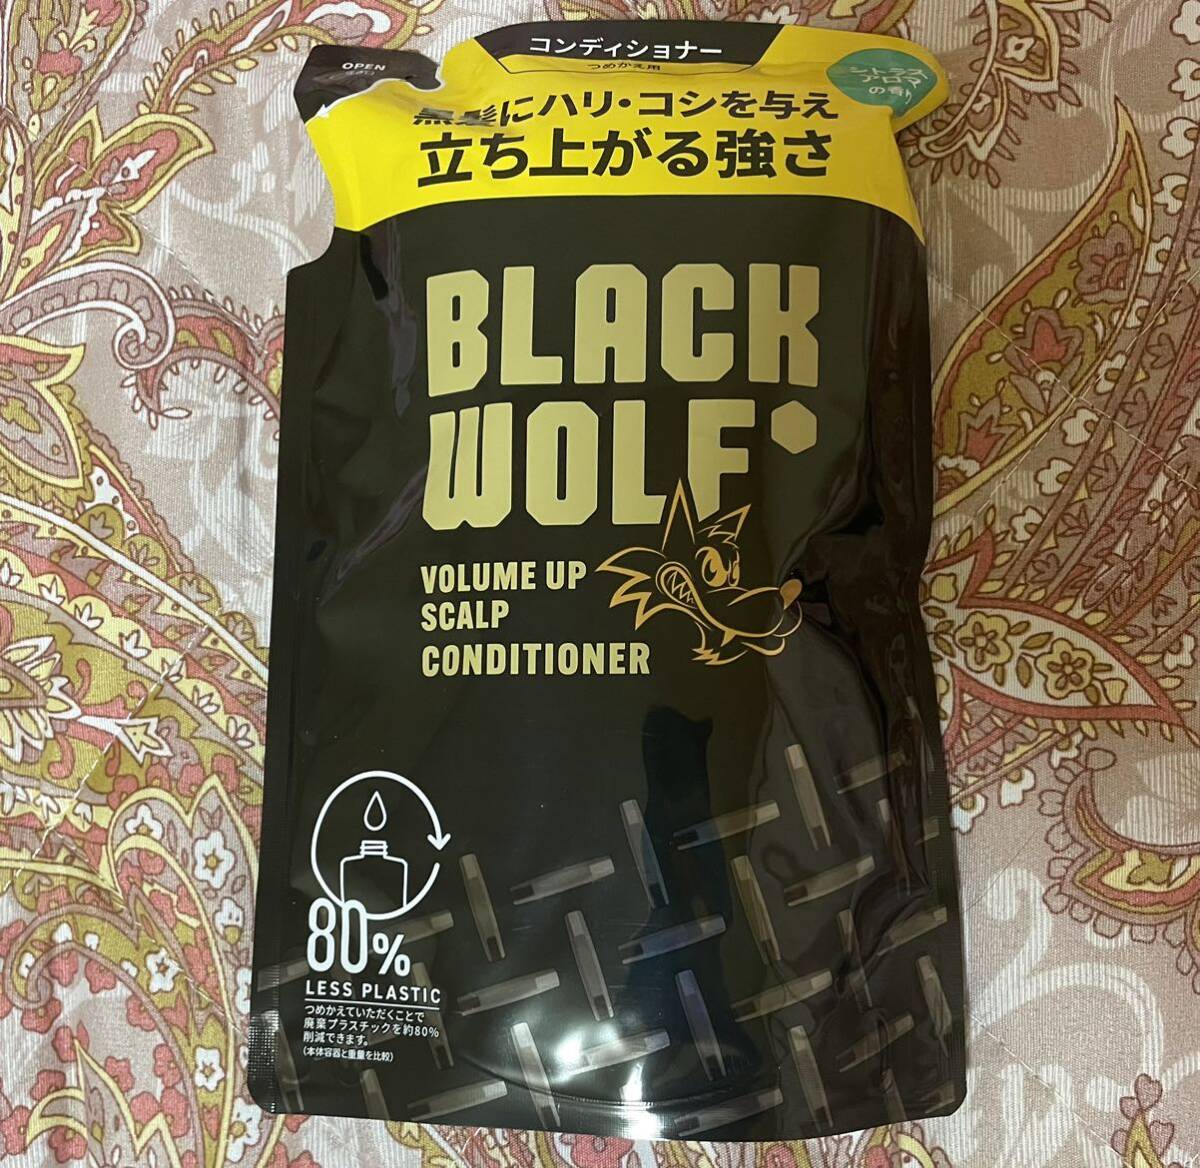 コンディショナー
つめかえ用
OPEN
シトラス
アロマ
の香り
黒髪にハリ・コシを与え
立ち上がる強さ
BLACK
WOLF
VOLUME UP
SCALP
CONDITIONER
80%
LESS PLASTIC
つめかえていただくことで
廃棄プラスチックを約80%
削減できます。
(本体容器と重量を比較)